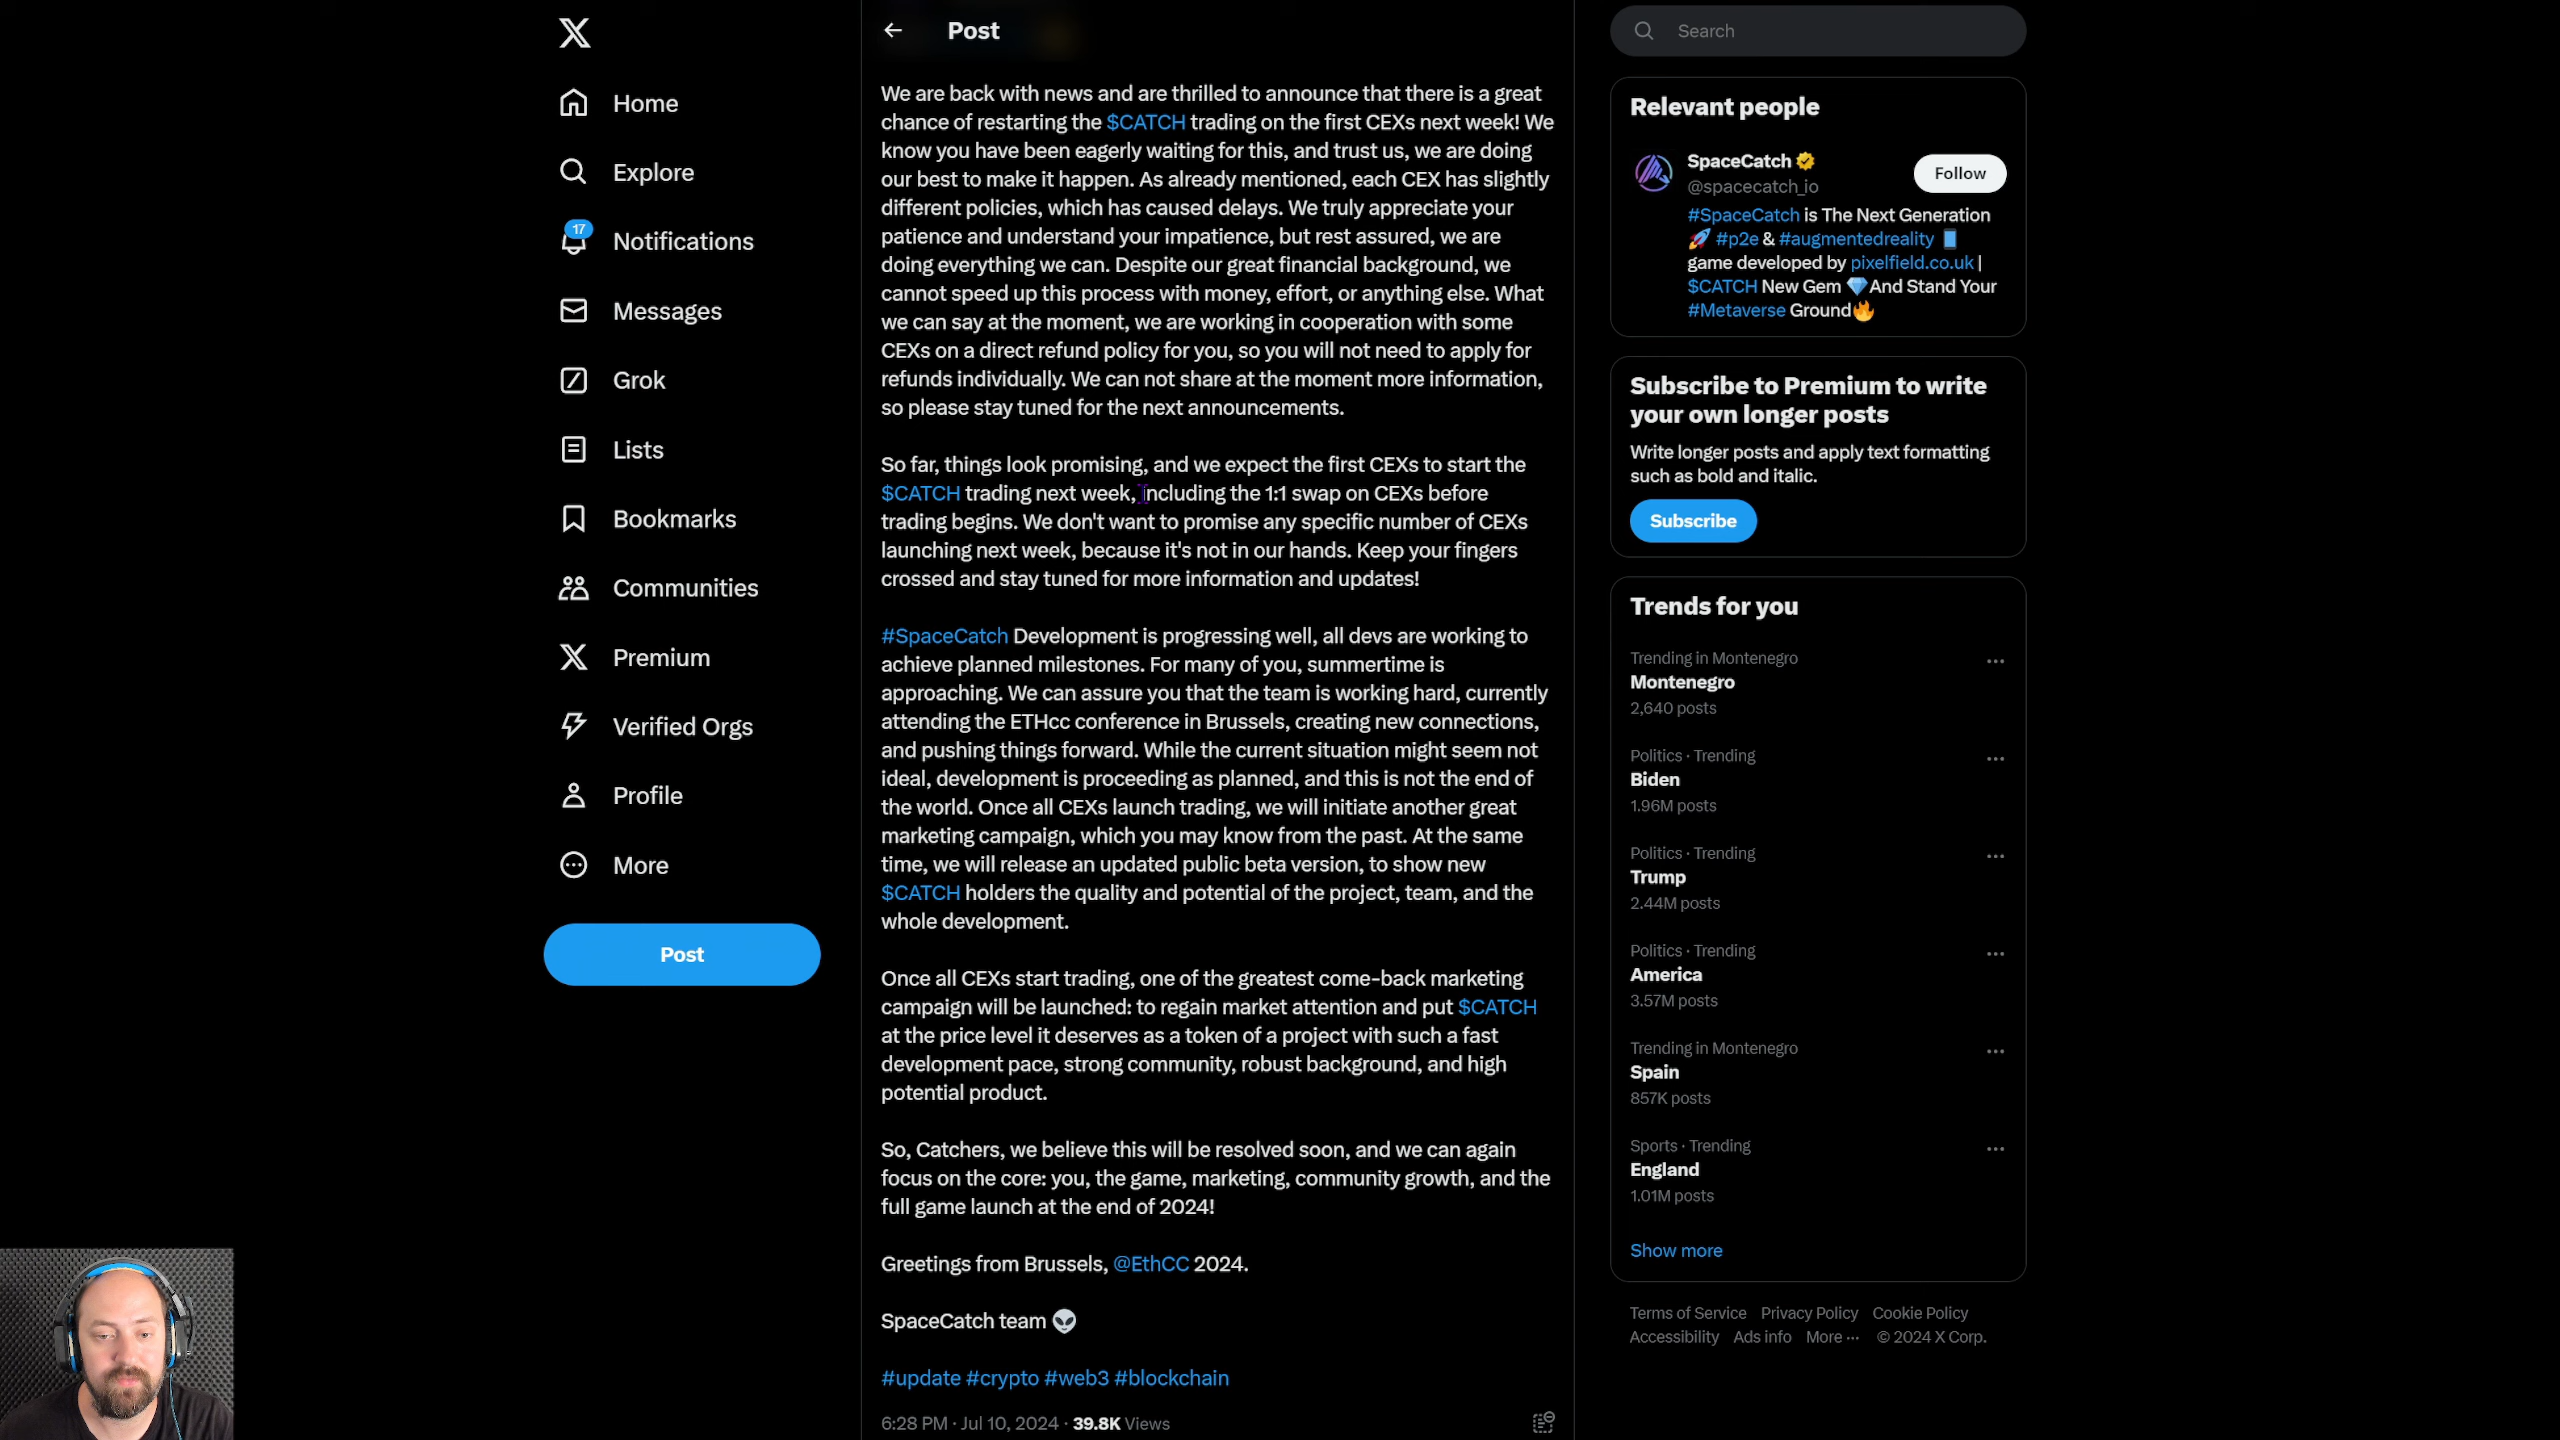 Home
Explore
17
Notifications
Messages
Grok
Lists
Bookmarks
Communities
Premium
Verified Orgs
Profile
More
Post
Post
We are back with news and are thrilled to announce that there is a great
chance of restarting the $CATCH trading on the first CEXs next week! We
know you have been eagerly waiting for this, and trust us, we are doing
our best to make it happen. As already mentioned, each CEX has slightly
different policies, which has caused delays. We truly appreciate your
patience and understand your impatience, but rest assured, we are
doing everything we can. Despite our great financial background, we
cannot speed up this process with money, effort, or anything else. What
we can say at the moment, we are working in cooperation with some
CEXs on a direct refund policy for you, so you will not need to apply for
refunds individually. We can not share at the moment more information,
so please stay tuned for the next announcements.
So far, things look promising, and we expect the first CEXs to start the
$CATCH trading next week, including the 1:1 swap on CEXs before
trading begins. We don't want to promise any specific number of CEXs
launching next week, because it's not in our hands. Keep your fingers
crossed and stay tuned for more information and updates!
#SpaceCatch Development is progressing well, all devs are working to
achieve planned milestones. For many of you, summertime is
approaching. We can assure you that the team is working hard, currently
attending the ETHcc conference in Brussels, creating new connections,
and pushing things forward. While the current situation might seem not
ideal, development is proceeding as planned, and this is not the end of
the world. Once all CEXs launch trading, we will initiate another great
marketing campaign, which you may know from the past. At the same
time, we will release an updated public beta version, to show new
$CATCH holders the quality and potential of the project, team, and the
whole development.
Once all CEXs start trading, one of the greatest come-back marketing
campaign will be launched: to regain market attention and put $CATCH
at the price level it deserves as a token of a project with such a fast
development pace, strong community, robust background, and high
potential product.
So, Catchers, we believe this will be resolved soon, and we can again
focus on the core: you, the game, marketing, community growth, and the
full game launch at the end of 2024!
Greetings from Brussels, @EthCC 2024.
SpaceCatch team 👽
#update #crypto #web3 #blockchain
6:28 PM · Jul 10, 2024 · 39.8K Views
Search
Relevant people
SpaceCatch
@spacecatch_io
Follow
#SpaceCatch is The Next Generation
🚀 #p2e & #augmentedreality 📱
game developed by pixelfield.co.uk |
$CATCH New Gem 💎And Stand Your
#Metaverse Ground🔥
Subscribe to Premium to write
your own longer posts
Write longer posts and apply text formatting
such as bold and italic.
Subscribe
Trends for you
Trending in Montenegro
Montenegro
2,640 posts
Politics · Trending
Biden
1.96M posts
Politics · Trending
Trump
2.44M posts
Politics · Trending
America
3.57M posts
Trending in Montenegro
Spain
857K posts
Sports · Trending
England
1.01M posts
Show more
Terms of Service Privacy Policy Cookie Policy
Accessibility Ads info More ··· © 2024 X Corp.